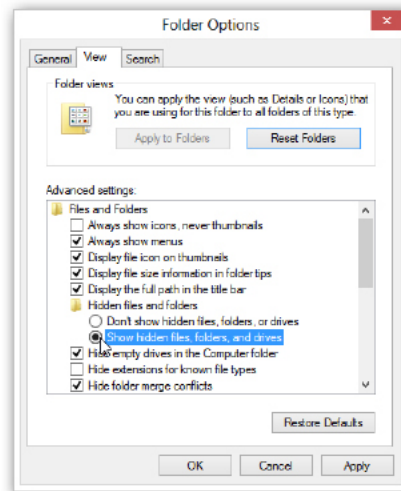 Folder Options
General View Search
Folder views
You can apply the view (such as Details or Icons) that
you are using for this folder to all folders of this type.
Apply to Folders Reset Folders
Advanced settings:
Files and Folders
Always show icons, never thumbnails
Always show menus
Display file icon on thumbnails
Display file size information in folder tips
Display the full path in the title bar
Hidden files and folders
Don't show hidden files, folders, or drives
Show hidden files, folders, and drives
Hide empty drives in the Computer folder
Hide extensions for known file types
Hide folder merge conflicts
Restore Defaults
OK Cancel Apply